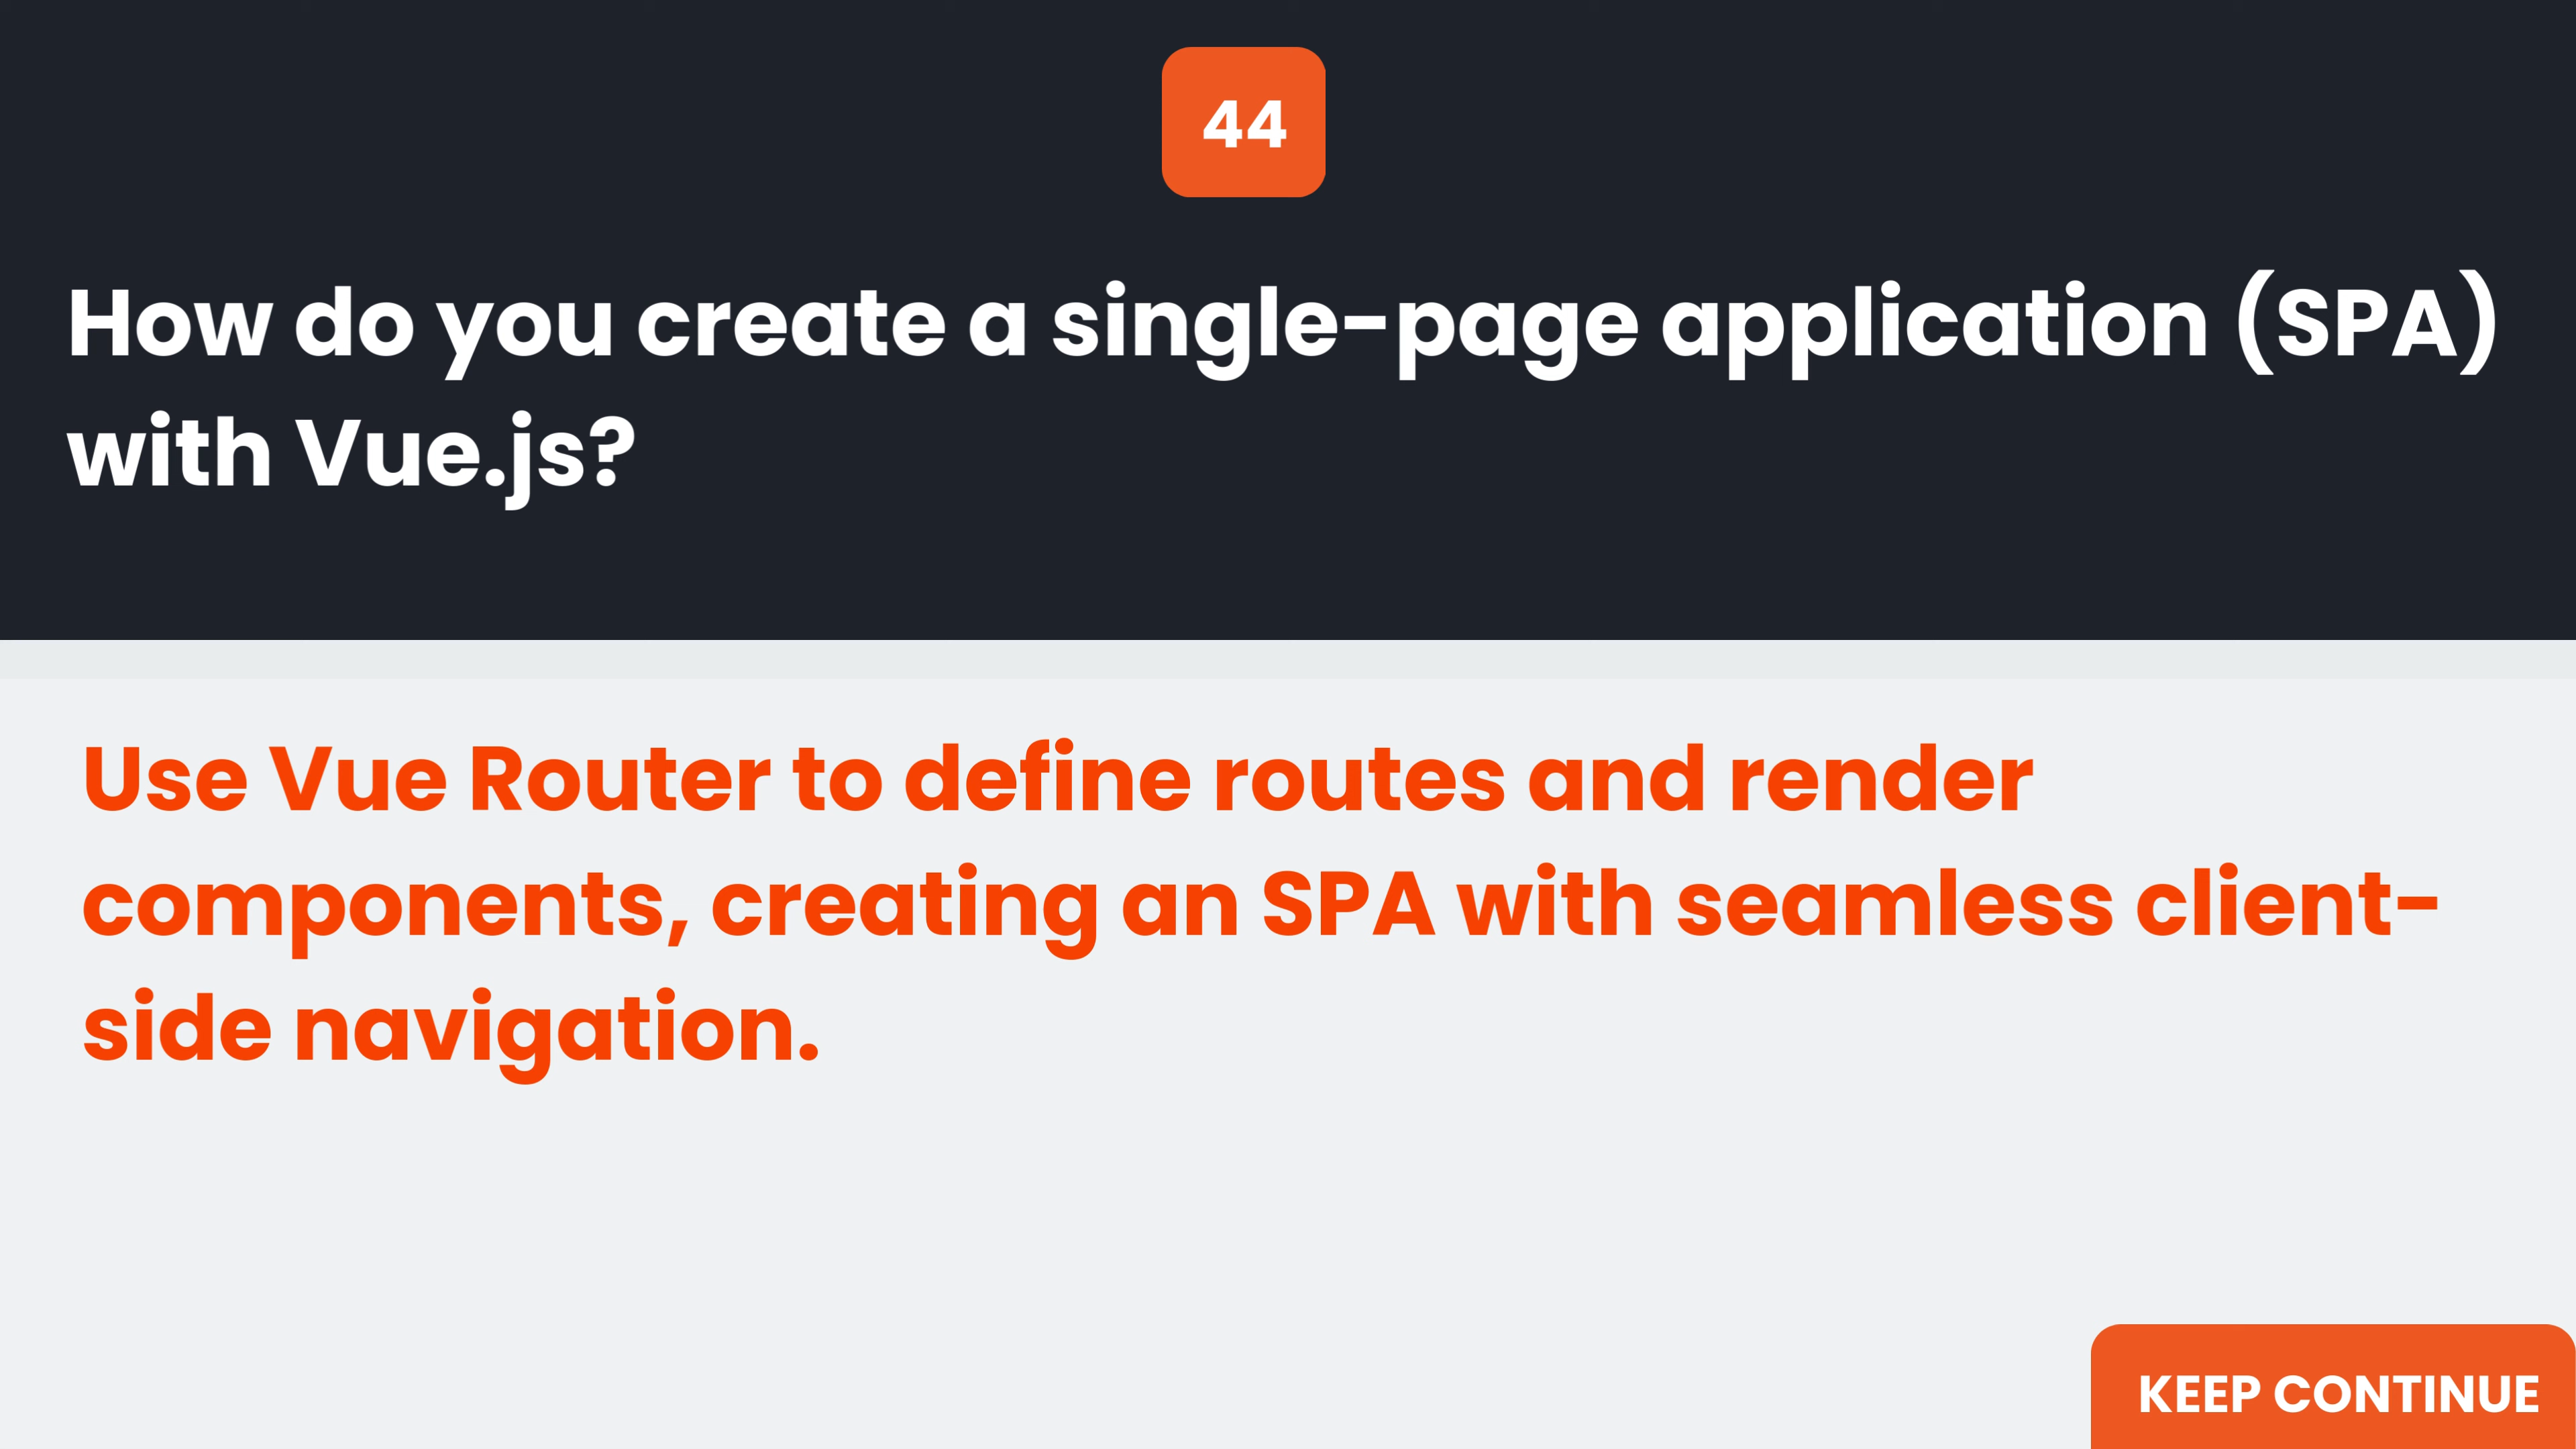 44
How do you create a single-page application (SPA)
with Vue.js?
Use Vue Router to define routes and render
components, creating an SPA with seamless client-
side navigation.
KEEP CONTINUE